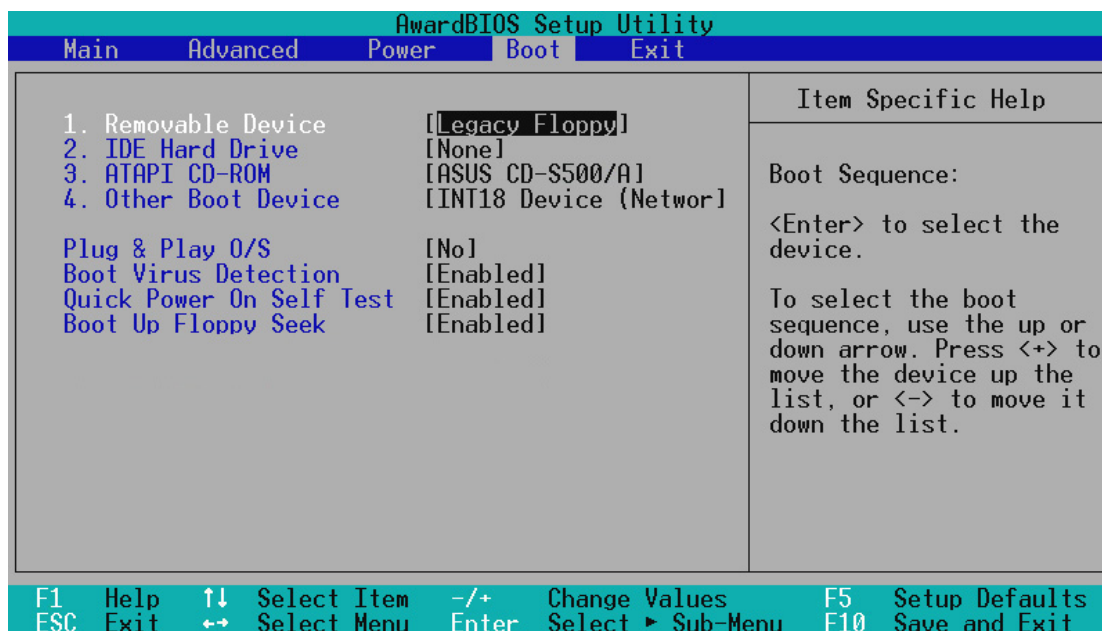 AwardBIOS Setup Utility
Main Advanced Power Boot Exit
1. Removable Device [Legacy Floppy]
2. IDE Hard Drive [None]
3. ATAPI CD-ROM [ASUS CD-S500/A]
4. Other Boot Device [INT18 Device (Networ]
Plug & Play O/S [No]
Boot Virus Detection [Enabled]
Quick Power On Self Test [Enabled]
Boot Up Floppy Seek [Enabled]
Item Specific Help
Boot Sequence:
<Enter> to select the
device.
To select the boot
sequence, use the up or
down arrow. Press <+> to
move the device up the
list, or <-> to move it
down the list.
F1 Help ↑↓ Select Item -/+ Change Values F5 Setup Defaults
ESC Exit ←→ Select Menu Enter Select ► Sub-Menu F10 Save and Exit